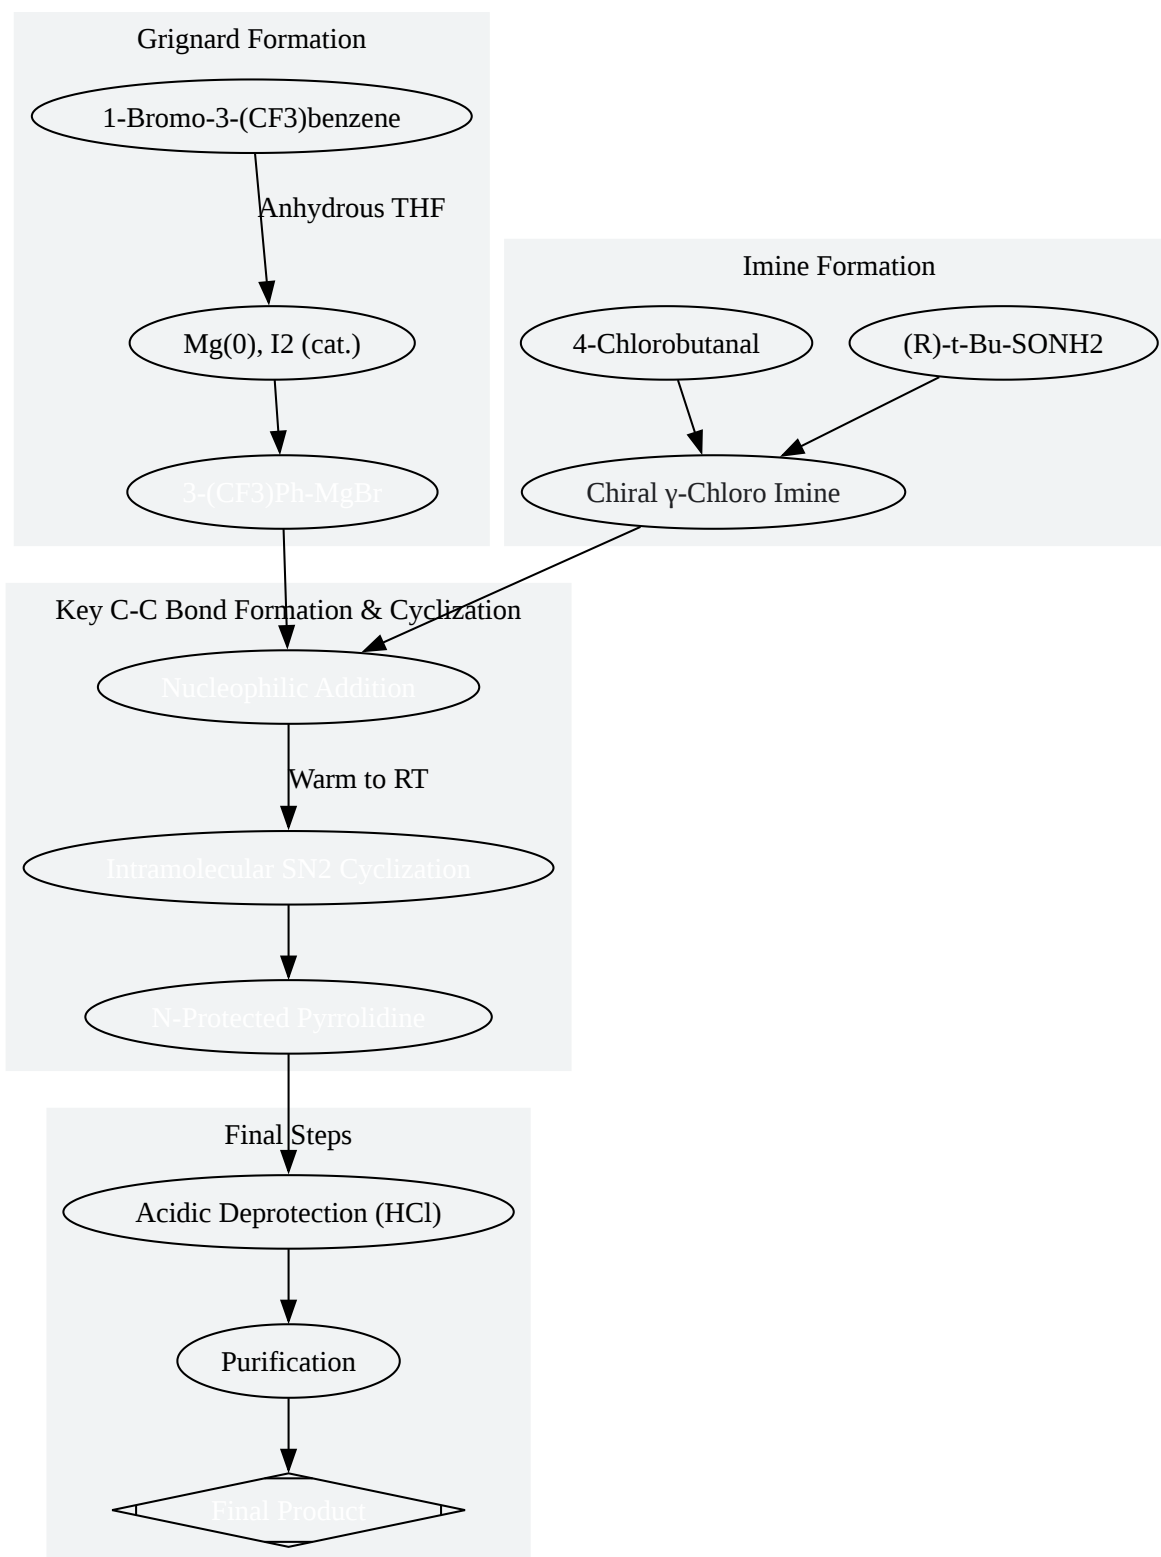 Grignard Formation
1-Bromo-3-(CF3)benzene
Anhydrous THF
Mg(0), I2 (cat.)
3-(CF3)Ph-MgBr
Imine Formation
4-Chlorobutanal
(R)-t-Bu-SONH2
Chiral γ-Chloro Imine
Key C-C Bond Formation & Cyclization
Nucleophilic Addition
Warm to RT
Intramolecular SN2 Cyclization
N-Protected Pyrrolidine
Final Steps
Acidic Deprotection (HCl)
Purification
Final Product